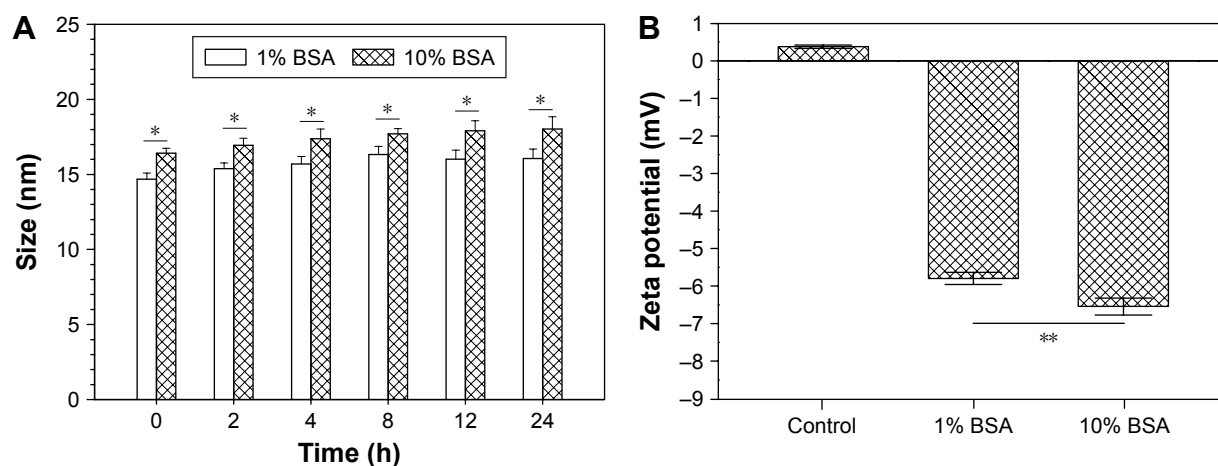 A
25
20
15
10
5
0
Size (nm)
1% BSA 10% BSA
* * * * * *
0 2 4 8 12 24
Time (h)
B
1
0
–1
–2
–3
–4
–5
–6
–7
–8
–9
Zeta potential (mV)
**
Control 1% BSA 10% BSA